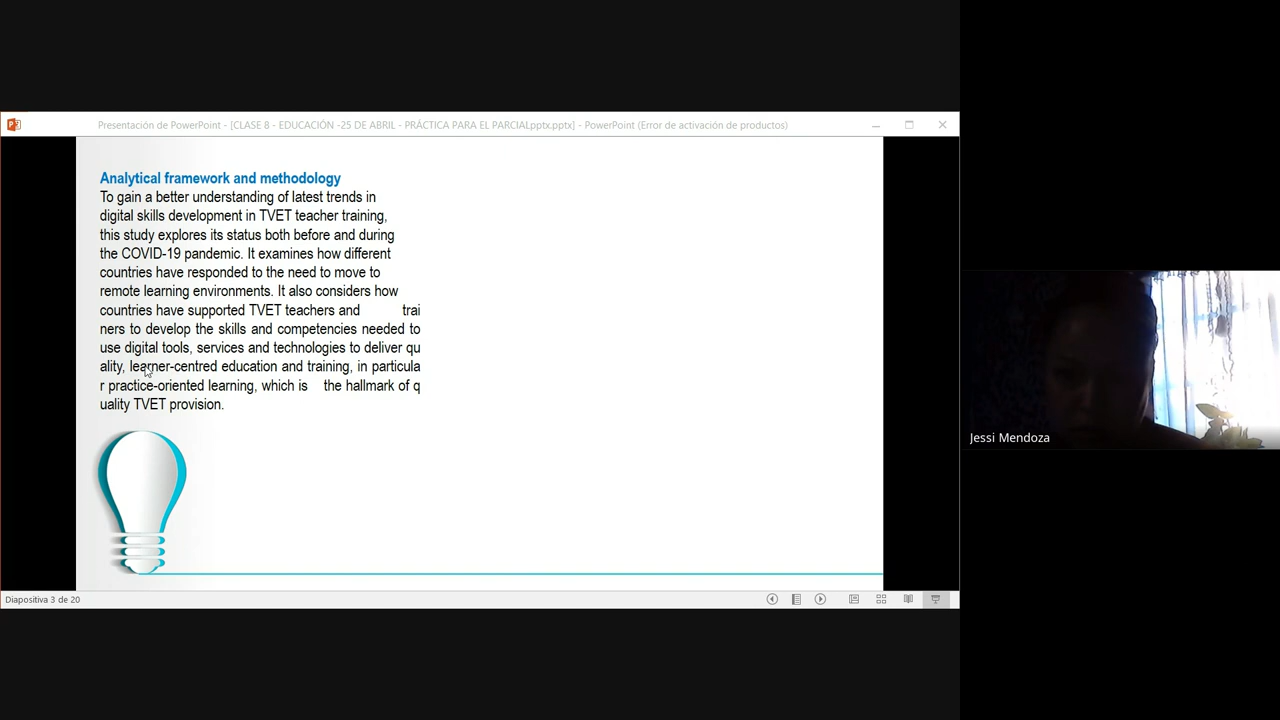 Presentación de PowerPoint - [CLASE 8 - EDUCACIÓN -25 DE ABRIL - PRÁCTICA PARA EL PARCIALpptx.pptx] - PowerPoint (Error de activación de productos)
Analytical framework and methodology
To gain a better understanding of latest trends in
digital skills development in TVET teacher training,
this study explores its status both before and during
the COVID-19 pandemic. It examines how different
countries have responded to the need to move to
remote learning environments. It also considers how
countries have supported TVET teachers and trai
ners to develop the skills and competencies needed to
use digital tools, services and technologies to deliver qu
ality, learner-centred education and training, in particula
r practice-oriented learning, which is the hallmark of q
uality TVET provision.
Jessi Mendoza
Diapositiva 3 de 20